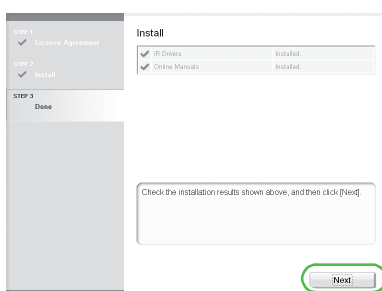 STEP 1
License Agreement
STEP 2
Install
STEP 3
Done
Install
iR Drivers Installed.
Online Manuals Installed.
Check the installation results shown above, and then click [Next].
Next